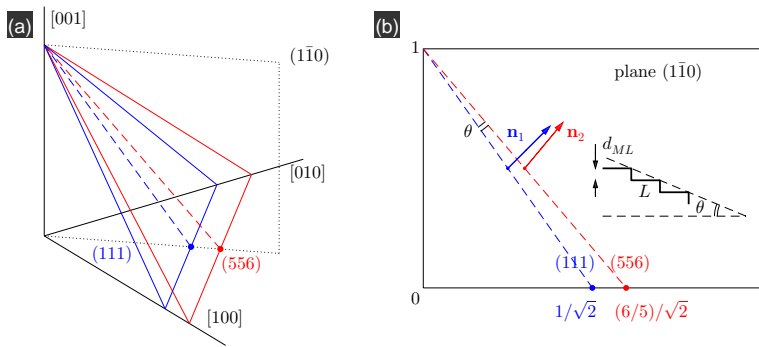 (a)
[001]
(11̄0)
[010]
(111)
(556)
[100]
(b)
1
plane (11̄0)
θ
n₁
n₂
d_ML
L
θ
(111)
(556)
0
1/√2
(6/5)/√2